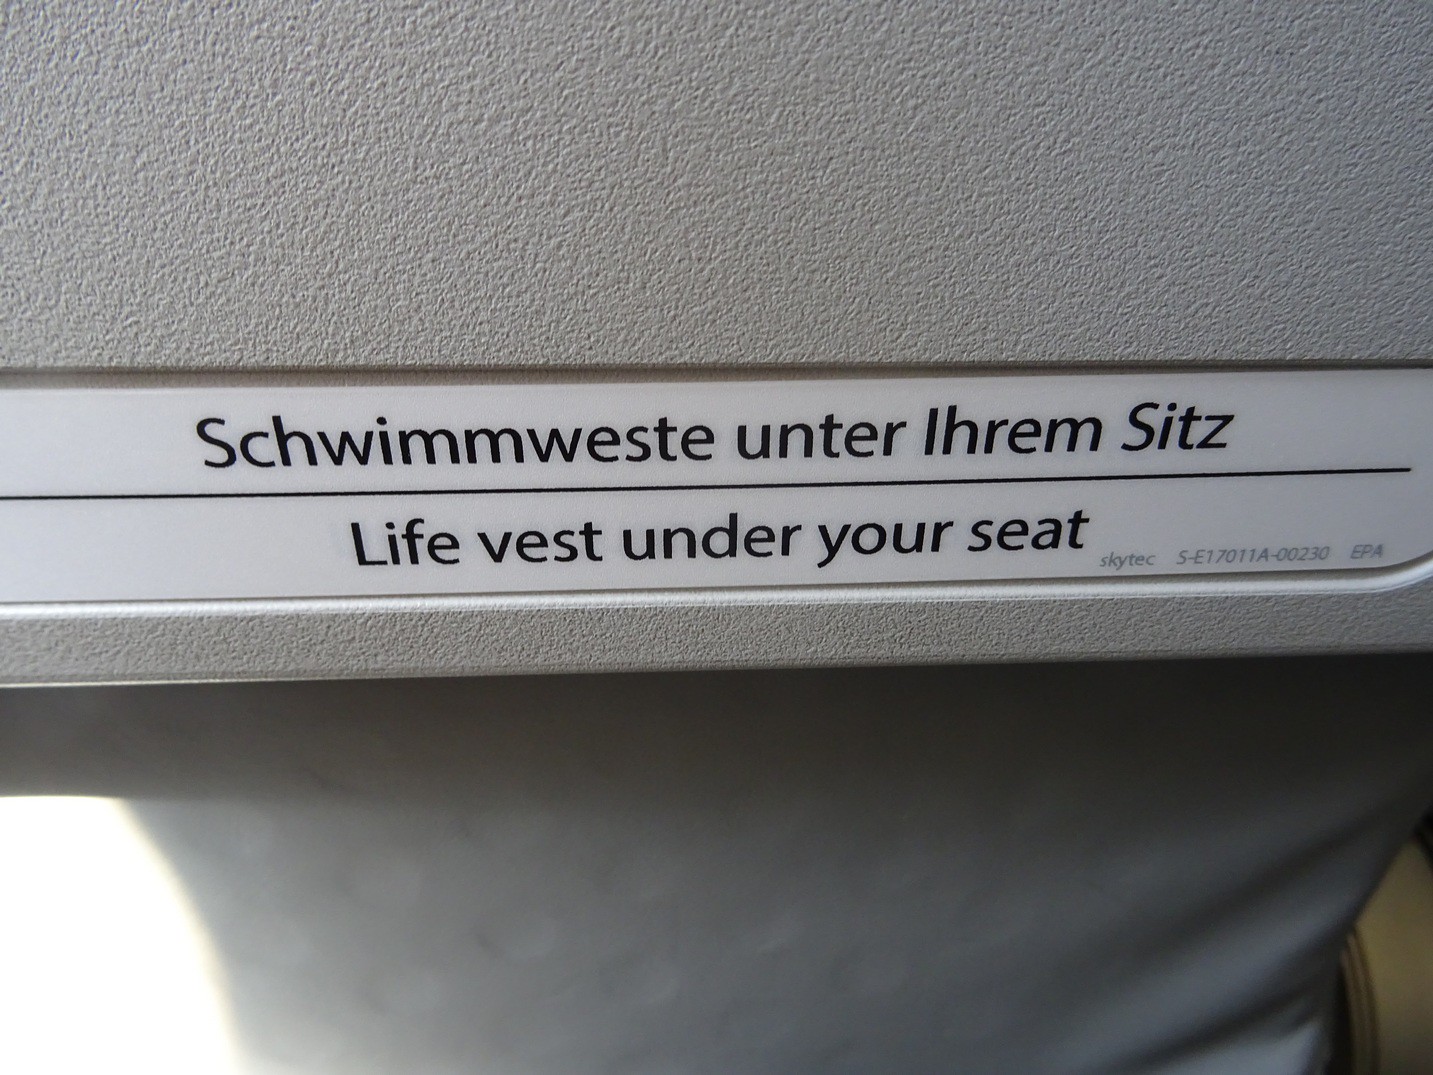 Schwimmweste unter Ihrem Sitz
Life vest under your seat
skytec S-E17011A-00230 EPA